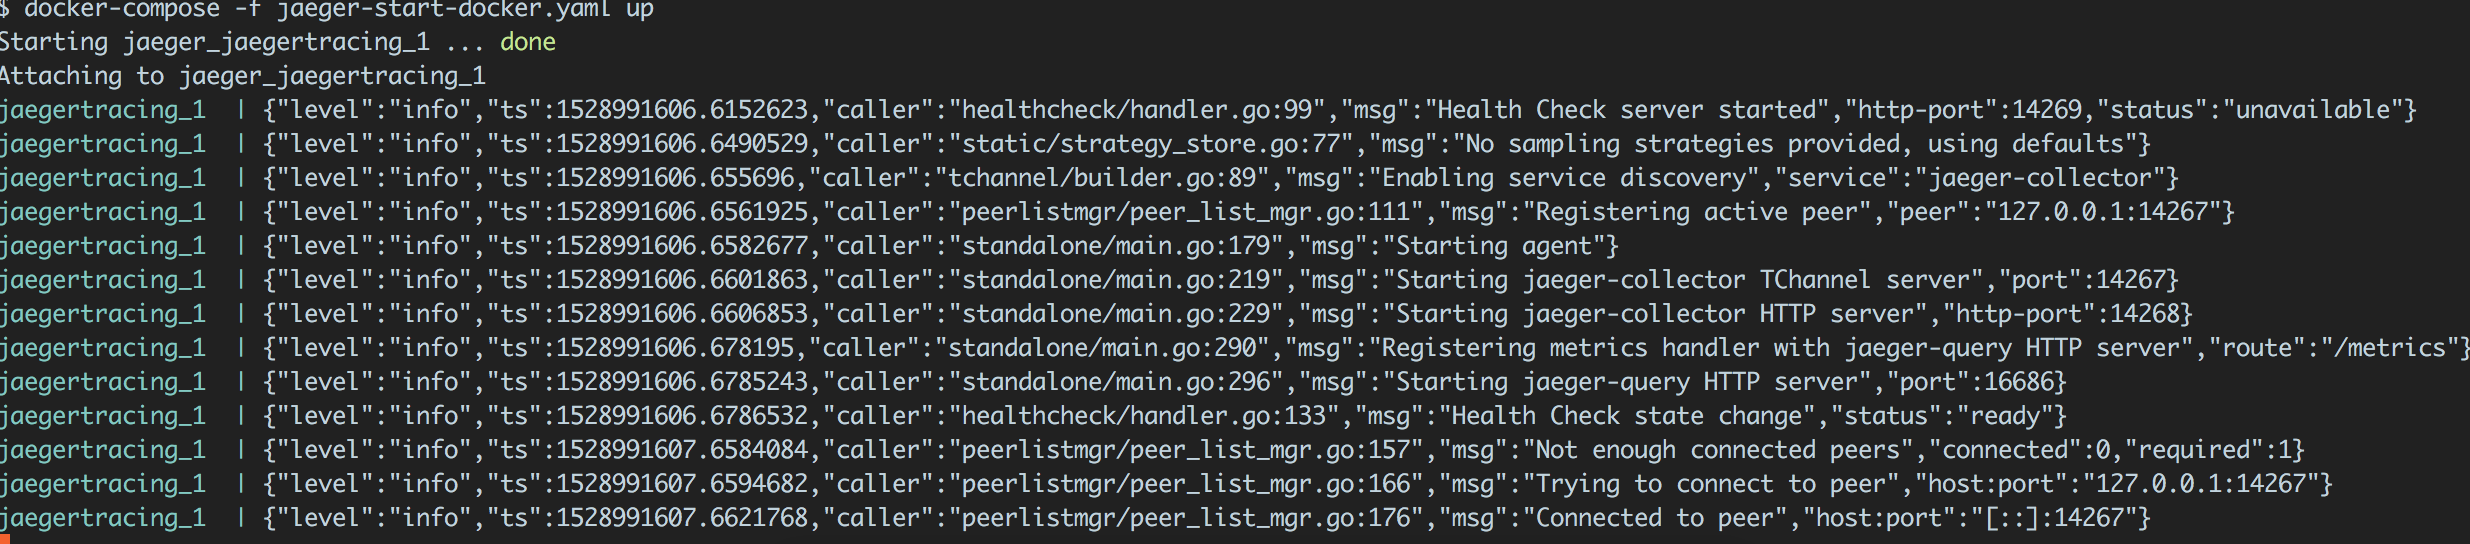 $ docker-compose -f jaeger-start-docker.yaml up
Starting jaeger_jaegertracing_1 ... done
Attaching to jaeger_jaegertracing_1
jaegertracing_1  | {"level":"info","ts":1528991606.6152623,"caller":"healthcheck/handler.go:99","msg":"Health Check server started","http-port":14269,"status":"unavailable"}
jaegertracing_1  | {"level":"info","ts":1528991606.6490529,"caller":"static/strategy_store.go:77","msg":"No sampling strategies provided, using defaults"}
jaegertracing_1  | {"level":"info","ts":1528991606.655696,"caller":"tchannel/builder.go:89","msg":"Enabling service discovery","service":"jaeger-collector"}
jaegertracing_1  | {"level":"info","ts":1528991606.6561925,"caller":"peerlistmgr/peer_list_mgr.go:111","msg":"Registering active peer","peer":"127.0.0.1:14267"}
jaegertracing_1  | {"level":"info","ts":1528991606.6582677,"caller":"standalone/main.go:179","msg":"Starting agent"}
jaegertracing_1  | {"level":"info","ts":1528991606.6601863,"caller":"standalone/main.go:219","msg":"Starting jaeger-collector TChannel server","port":14267}
jaegertracing_1  | {"level":"info","ts":1528991606.6606853,"caller":"standalone/main.go:229","msg":"Starting jaeger-collector HTTP server","http-port":14268}
jaegertracing_1  | {"level":"info","ts":1528991606.678195,"caller":"standalone/main.go:290","msg":"Registering metrics handler with jaeger-query HTTP server","route":"/metrics"}
jaegertracing_1  | {"level":"info","ts":1528991606.6785243,"caller":"standalone/main.go:296","msg":"Starting jaeger-query HTTP server","port":16686}
jaegertracing_1  | {"level":"info","ts":1528991606.6786532,"caller":"healthcheck/handler.go:133","msg":"Health Check state change","status":"ready"}
jaegertracing_1  | {"level":"info","ts":1528991607.6584084,"caller":"peerlistmgr/peer_list_mgr.go:157","msg":"Not enough connected peers","connected":0,"required":1}
jaegertracing_1  | {"level":"info","ts":1528991607.6594682,"caller":"peerlistmgr/peer_list_mgr.go:166","msg":"Trying to connect to peer","host:port":"127.0.0.1:14267"}
jaegertracing_1  | {"level":"info","ts":1528991607.6621768,"caller":"peerlistmgr/peer_list_mgr.go:176","msg":"Connected to peer","host:port":"[::]:14267"}